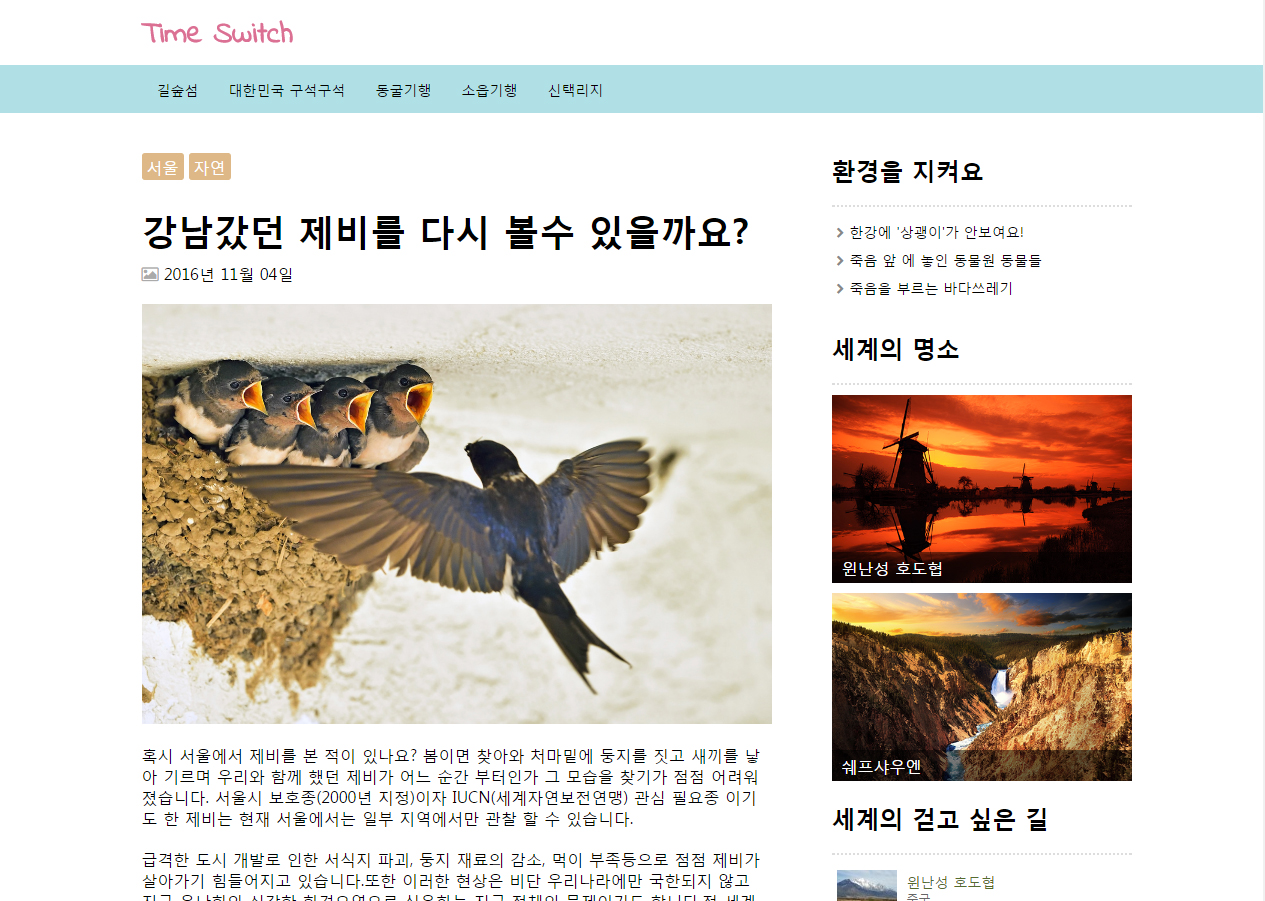 Time Switch
길숲섬 대한민국 구석구석 동굴기행 소읍기행 신택리지
서울 자연
강남갔던 제비를 다시 볼수 있을까요?
2016년 11월 04일
혹시 서울에서 제비를 본 적이 있나요? 봄이면 찾아와 처마밑에 둥지를 짓고 새끼를 낳
아 기르며 우리와 함께 했던 제비가 어느 순간 부터인가 그 모습을 찾기가 점점 어려워
졌습니다. 서울시 보호종(2000년 지정)이자 IUCN(세계자연보전연맹) 관심 필요종 이기
도 한 제비는 현재 서울에서는 일부 지역에서만 관찰 할 수 있습니다.
급격한 도시 개발로 인한 서식지 파괴, 둥지 재료의 감소, 먹이 부족등으로 점점 제비가
살아가기 힘들어지고 있습니다.또한 이러한 현상은 비단 우리나라에만 국한되지 않고
환경을 지켜요
한강에 '상괭이'가 안보여요!
죽음 앞 에 놓인 동물원 동물들
죽음을 부르는 바다쓰레기
세계의 명소
윈난성 호도협
쉐프샤우엔
세계의 걷고 싶은 길
윈난성 호도협
중국